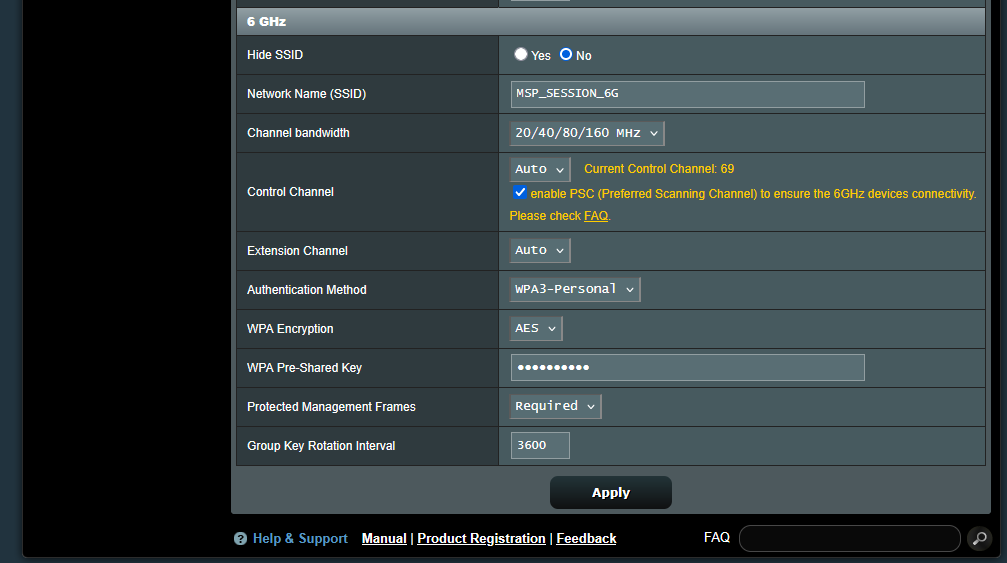 6 GHz
Hide SSID Yes No
Network Name (SSID) MSP_SESSION_6G
Channel bandwidth 20/40/80/160 MHz
Control Channel Auto Current Control Channel: 69
enable PSC (Preferred Scanning Channel) to ensure the 6GHz devices connectivity.
Please check FAQ.
Extension Channel Auto
Authentication Method WPA3-Personal
WPA Encryption AES
WPA Pre-Shared Key ••••••••••
Protected Management Frames Required
Group Key Rotation Interval 3600
Apply
? Help & Support Manual | Product Registration | Feedback FAQ